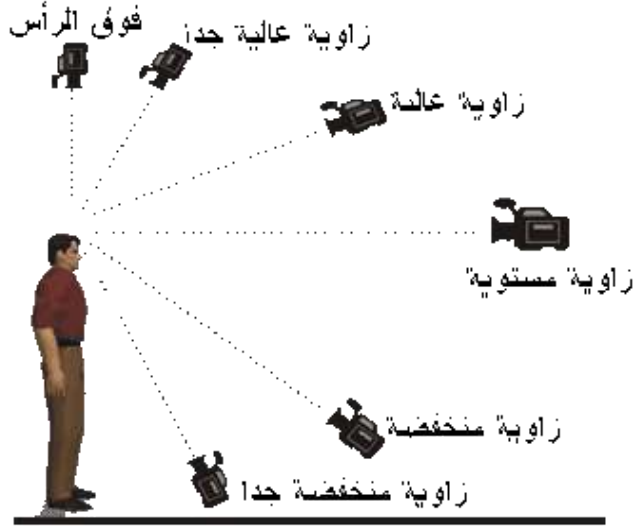 فوق الرأس
زاوية عالية جدا
زاوية عالية
زاوية مستوية
زاوية منخفضة
زاوية منخفضة جدا